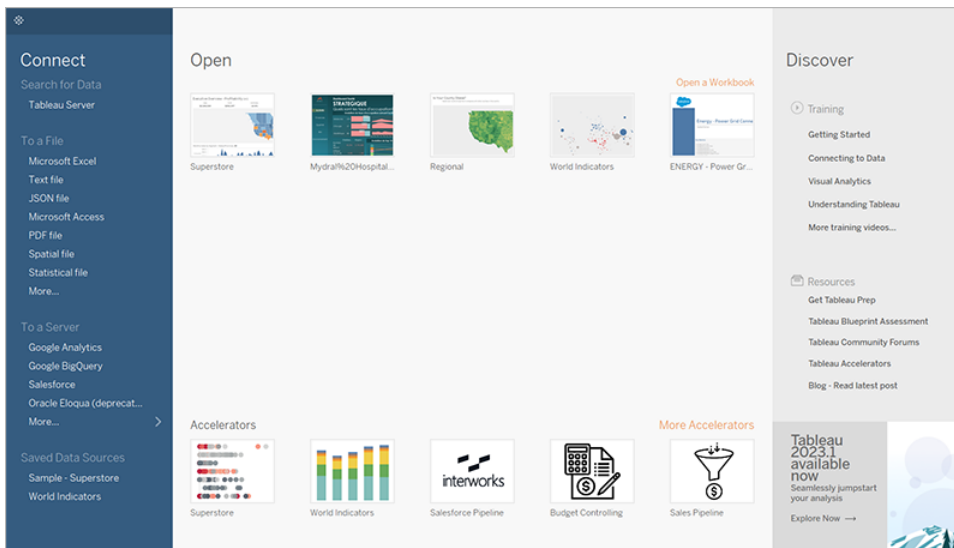 Connect
Search for Data
Tableau Server
To a File
Microsoft Excel
Text file
JSON file
Microsoft Access
PDF file
Spatial file
Statistical file
More...
To a Server
Google Analytics
Google BigQuery
Salesforce
Oracle Eloqua (deprecat...
More...
Saved Data Sources
Sample - Superstore
World Indicators
Open
Open a Workbook
STRATEGIQUE
Energy - Power Grid Cente
Superstore
Mydral%20Hospital...
Regional
World Indicators
ENERGY - Power Gr...
Accelerators
More Accelerators
interworks
Superstore
World Indicators
Salesforce Pipeline
Budget Controlling
Sales Pipeline
Discover
Training
Getting Started
Connecting to Data
Visual Analytics
Understanding Tableau
More training videos...
Resources
Get Tableau Prep
Tableau Blueprint Assessment
Tableau Community Forums
Tableau Accelerators
Blog - Read latest post
Tableau
2023.1
available
now
Seamlessly jumpstart
your analysis
Explore Now →